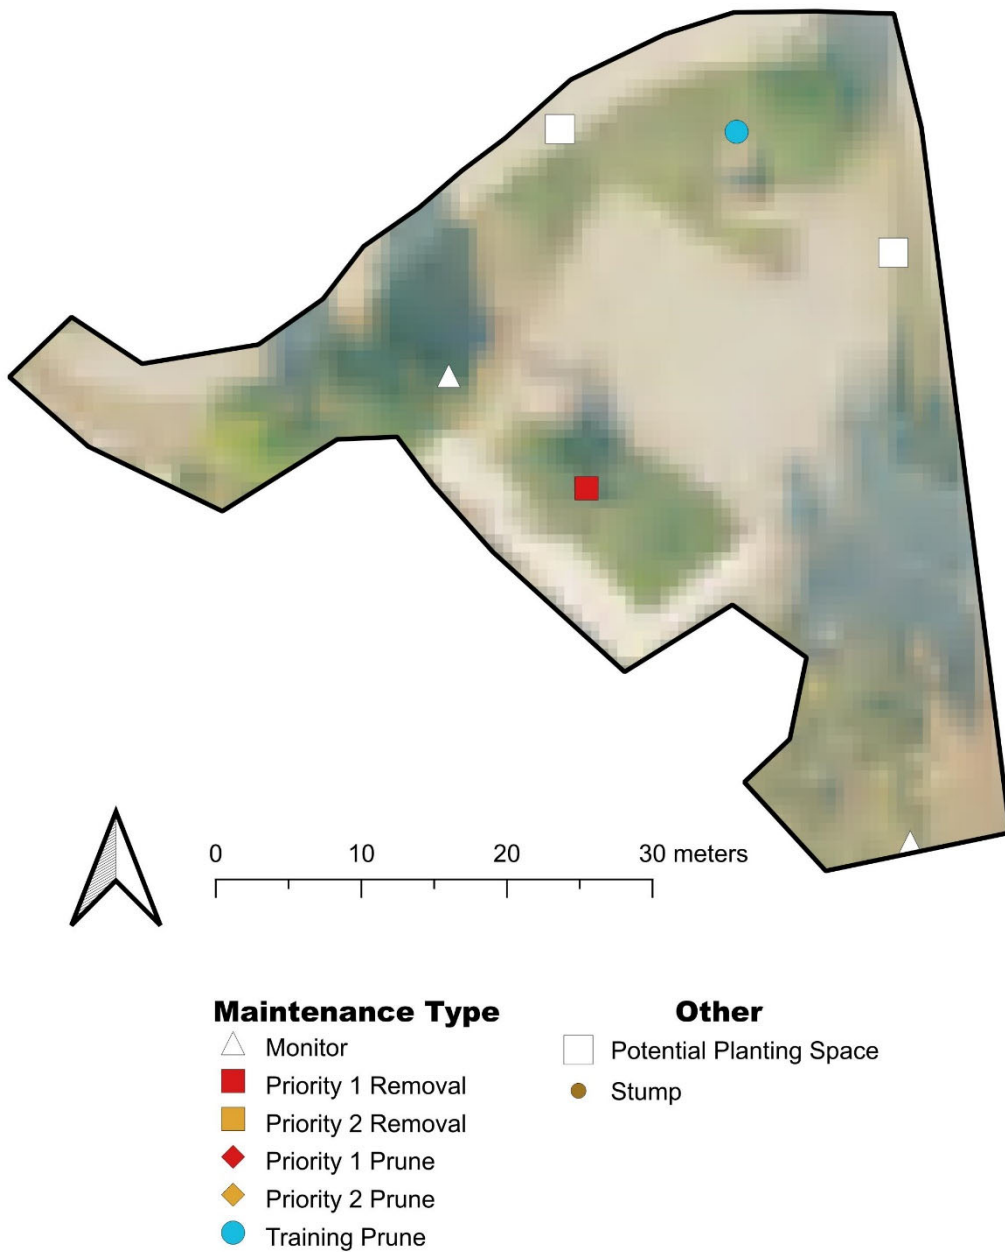 0 10 20 30 meters
Maintenance Type
Monitor
Priority 1 Removal
Priority 2 Removal
Priority 1 Prune
Priority 2 Prune
Training Prune
Other
Potential Planting Space
Stump